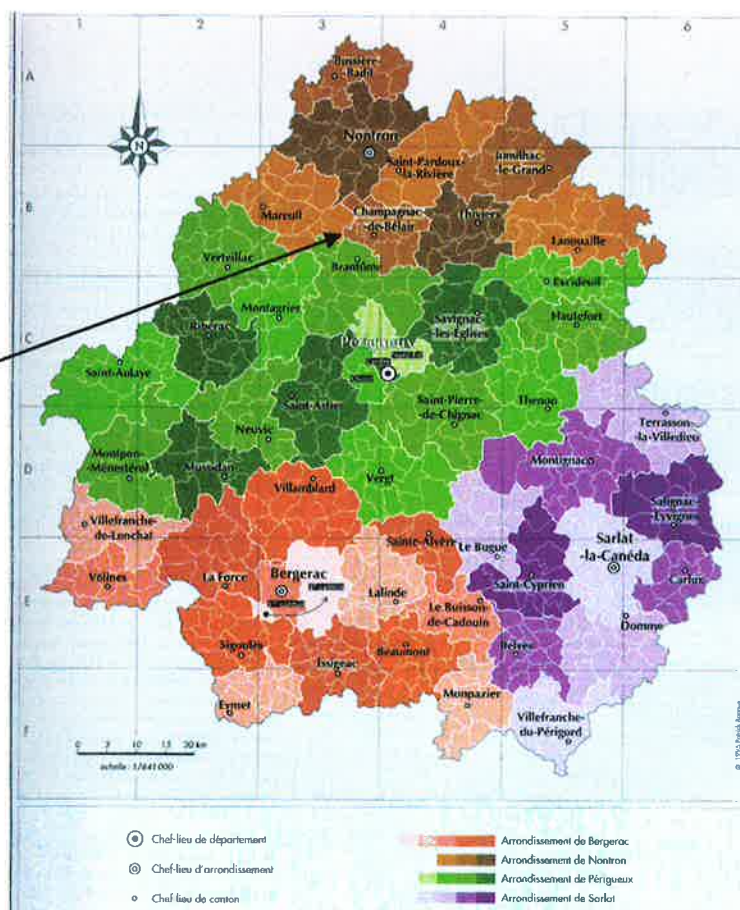 1 2 3 4 5 6
A
Bussière
-Badil
Nontron
N
Saint-Pardoux
-la-Rivière
Jumilhac
-le-Grand
B
Mareuil
Champagnac
-de-Bélair
Thiviers
Lanouaille
Verteillac
Brantôme
Excideuil
Montagrier
Savignac
-les-Églises
Hautefort
C
Ribérac
Périgueux
Saint-Aulaye
Saint-Astier
Saint-Pierre
-de-Chignac
Thenon
Terrasson-
la-Villedieu
Neuvic
Montpon-
Ménestérol
Mussidan
Vergt
Montignac
D
Villamblard
Salignac
-Eyvigues
Villefranche-
de-Lonchat
Sainte-Alvère
Le Bugue
Sarlat
-la-Canéda
Vélines
La Force
Bergerac
Lalinde
Saint-Cyprien
Carlux
E
Le Buisson-
de-Cadouin
Domme
Sigoulès
Issigeac
Beaumont
Belvès
Eymet
Monpazier
Villefranche-
du-Périgord
F
0 5 10 15 20 km
échelle : 1/641 000
Chef-lieu de département
Chef-lieu d'arrondissement
Chef-lieu de canton
Arrondissement de Bergerac
Arrondissement de Nontron
Arrondissement de Périgueux
Arrondissement de Sarlat